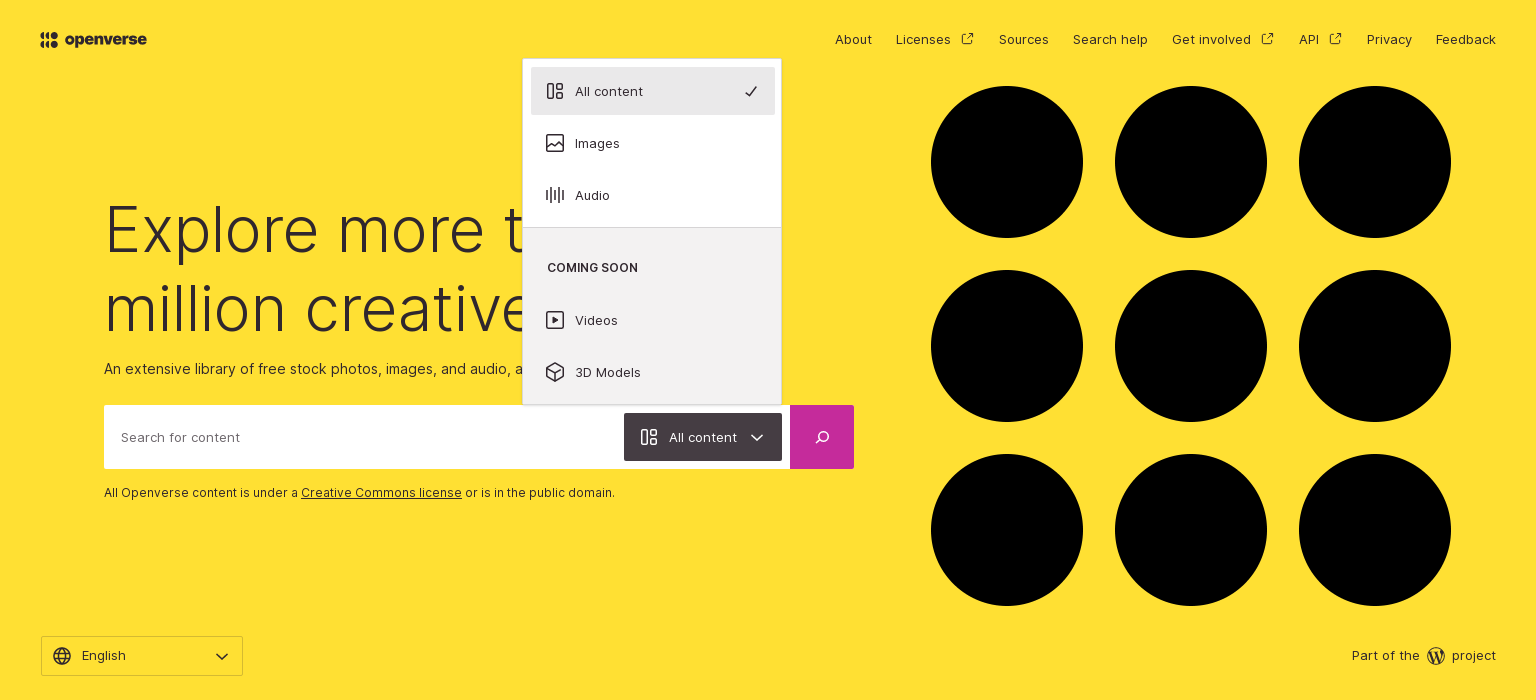 openverse
About Licenses Sources Search help Get involved API Privacy Feedback
All content
Images
Audio
COMING SOON
Videos
3D Models
Explore more
million creative
An extensive library of free stock photos, images, and audio,
Search for content
All content
All Openverse content is under a Creative Commons license or is in the public domain.
English
Part of the project